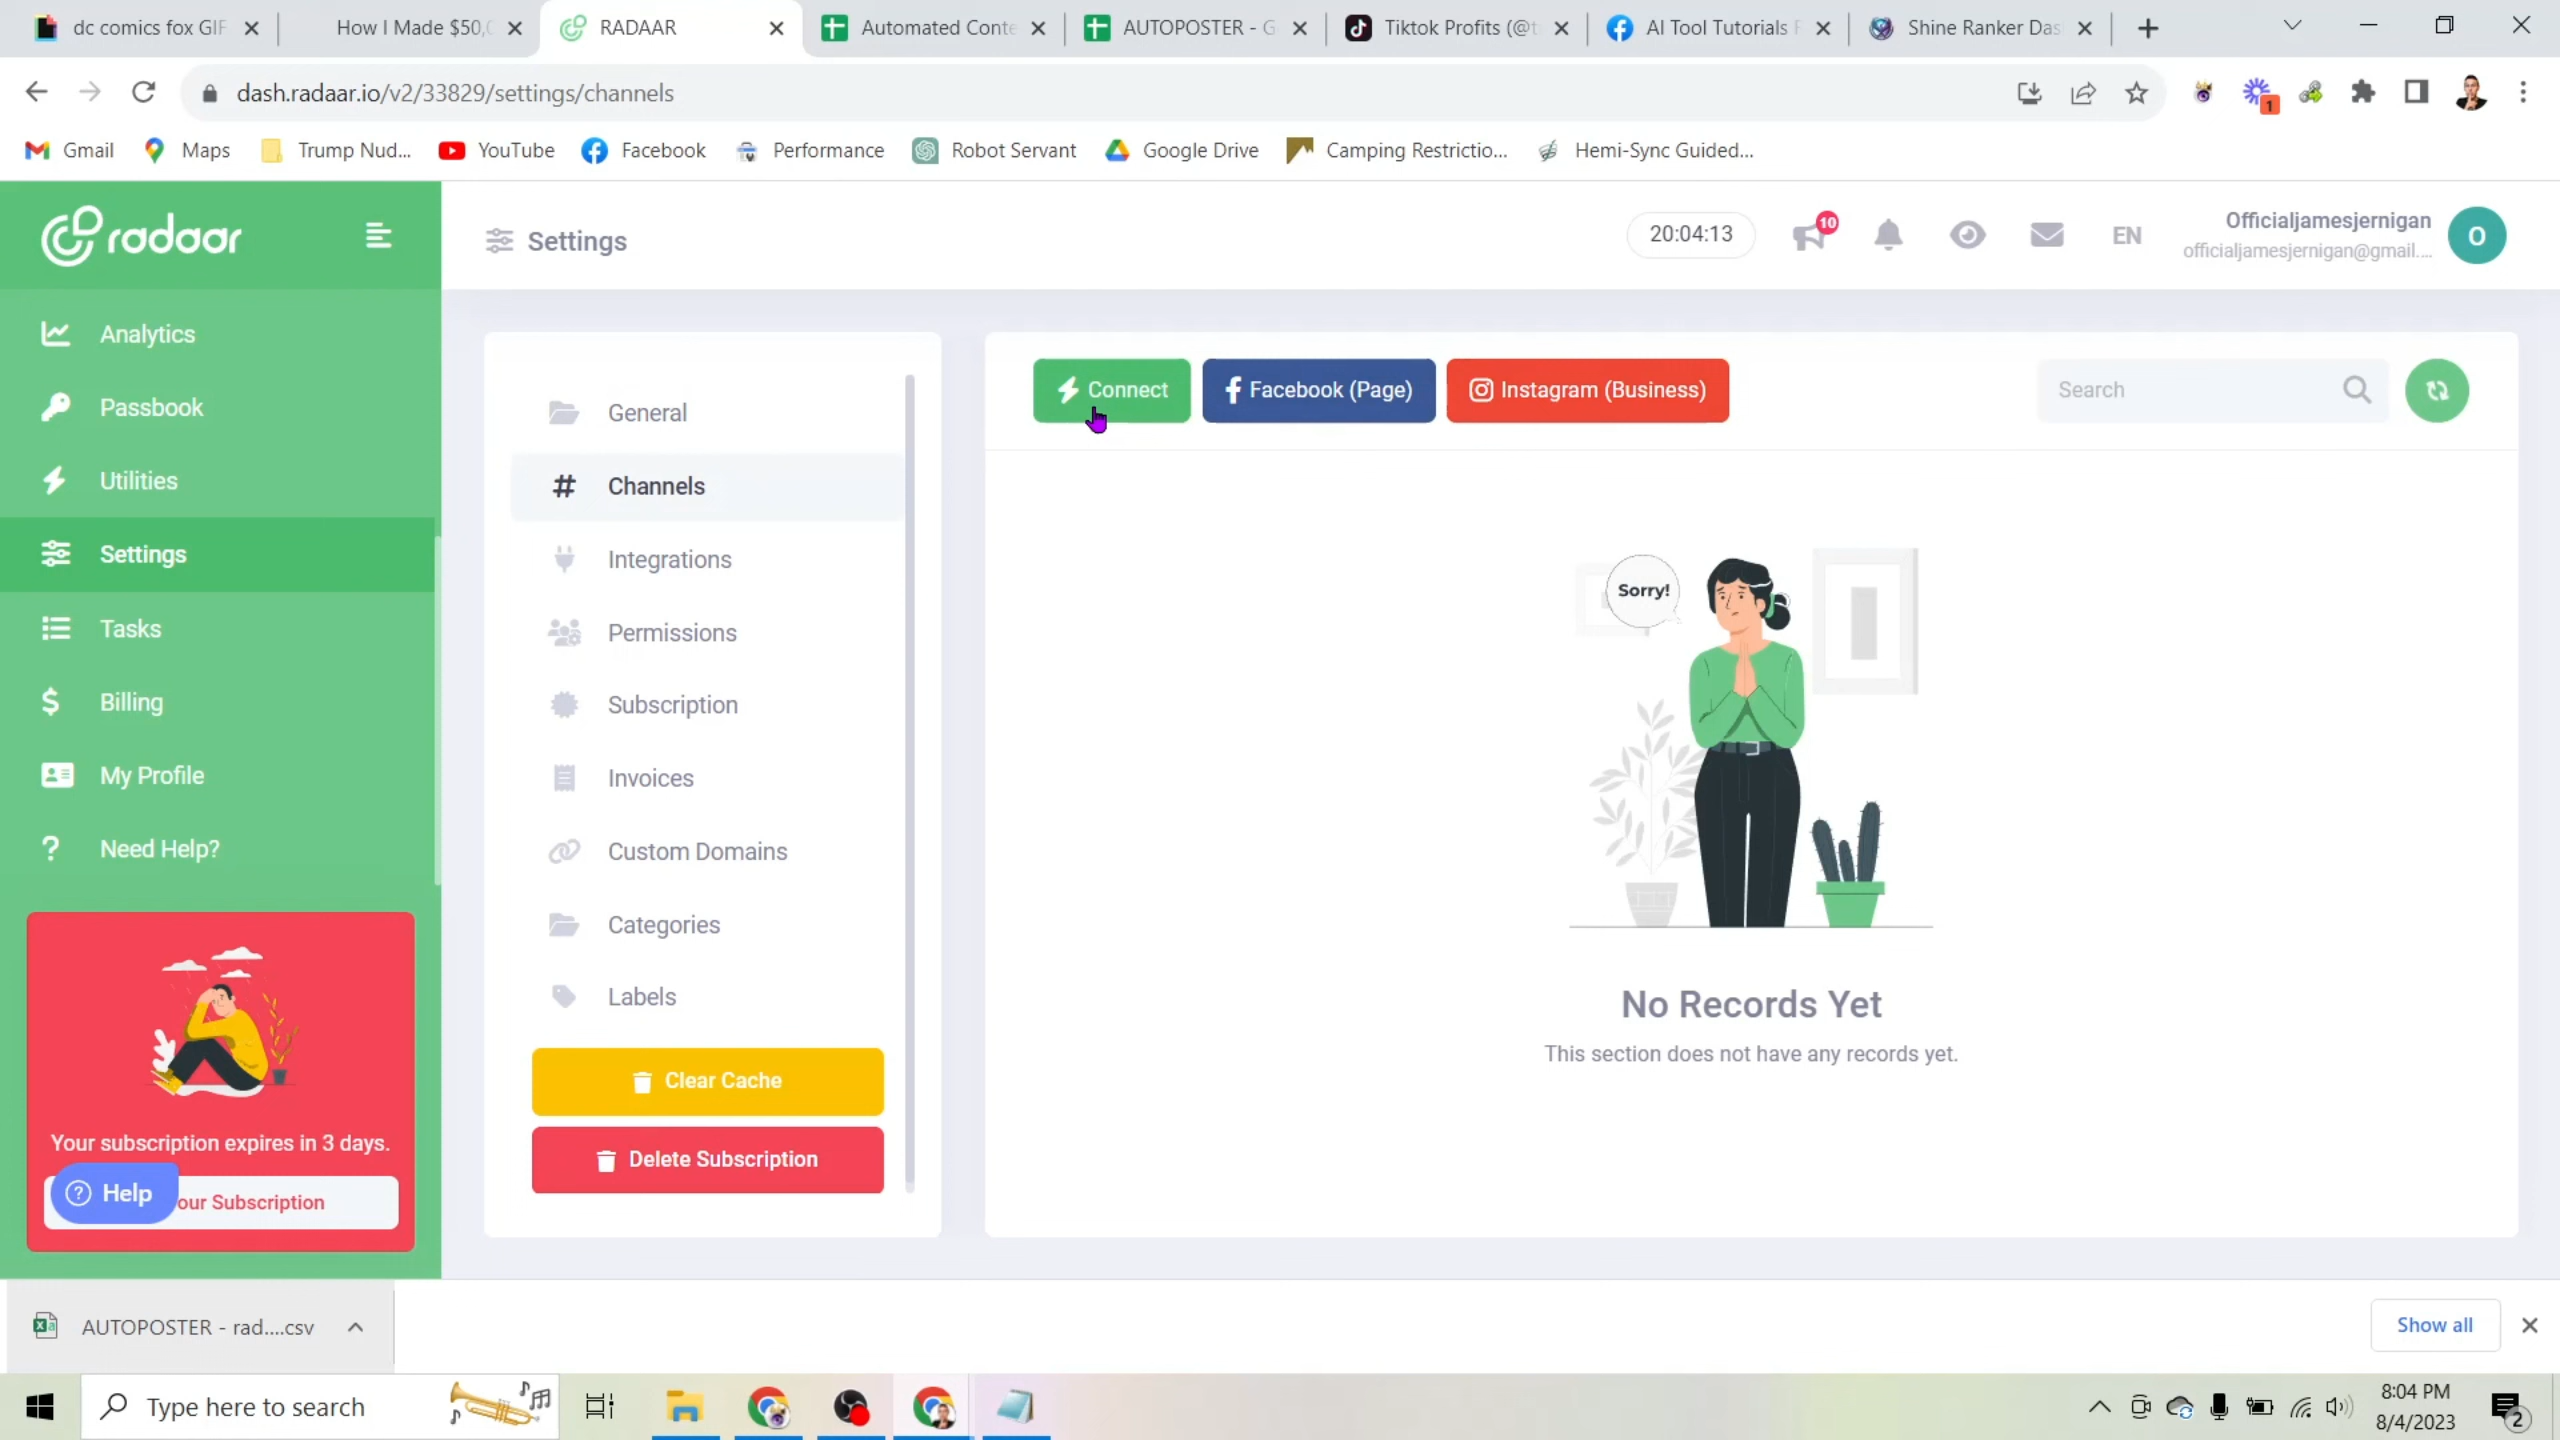 dc comics fox GIF
How I Made $50,0
RADAAR
Automated Conte
AUTOPOSTER - G
Tiktok Profits (@t
AI Tool Tutorials F
Shine Ranker Das
dash.radaar.io/v2/33829/settings/channels
1
Gmail
Maps
Trump Nud...
YouTube
Facebook
Performance
Robot Servant
Google Drive
Camping Restrictio...
Hemi-Sync Guided...
radaar
Settings
20:04:13
10
EN
Officialjamesjernigan
officialjamesjernigan@gmail....
O
Analytics
Passbook
Utilities
Settings
Tasks
Billing
My Profile
Need Help?
Your subscription expires in 3 days.
Help
our Subscription
General
Channels
Integrations
Permissions
Subscription
Invoices
Custom Domains
Categories
Labels
Clear Cache
Delete Subscription
Connect
Facebook (Page)
Instagram (Business)
Search
Sorry!
No Records Yet
This section does not have any records yet.
AUTOPOSTER - rad....csv
Show all
Type here to search
8:04 PM
8/4/2023
2